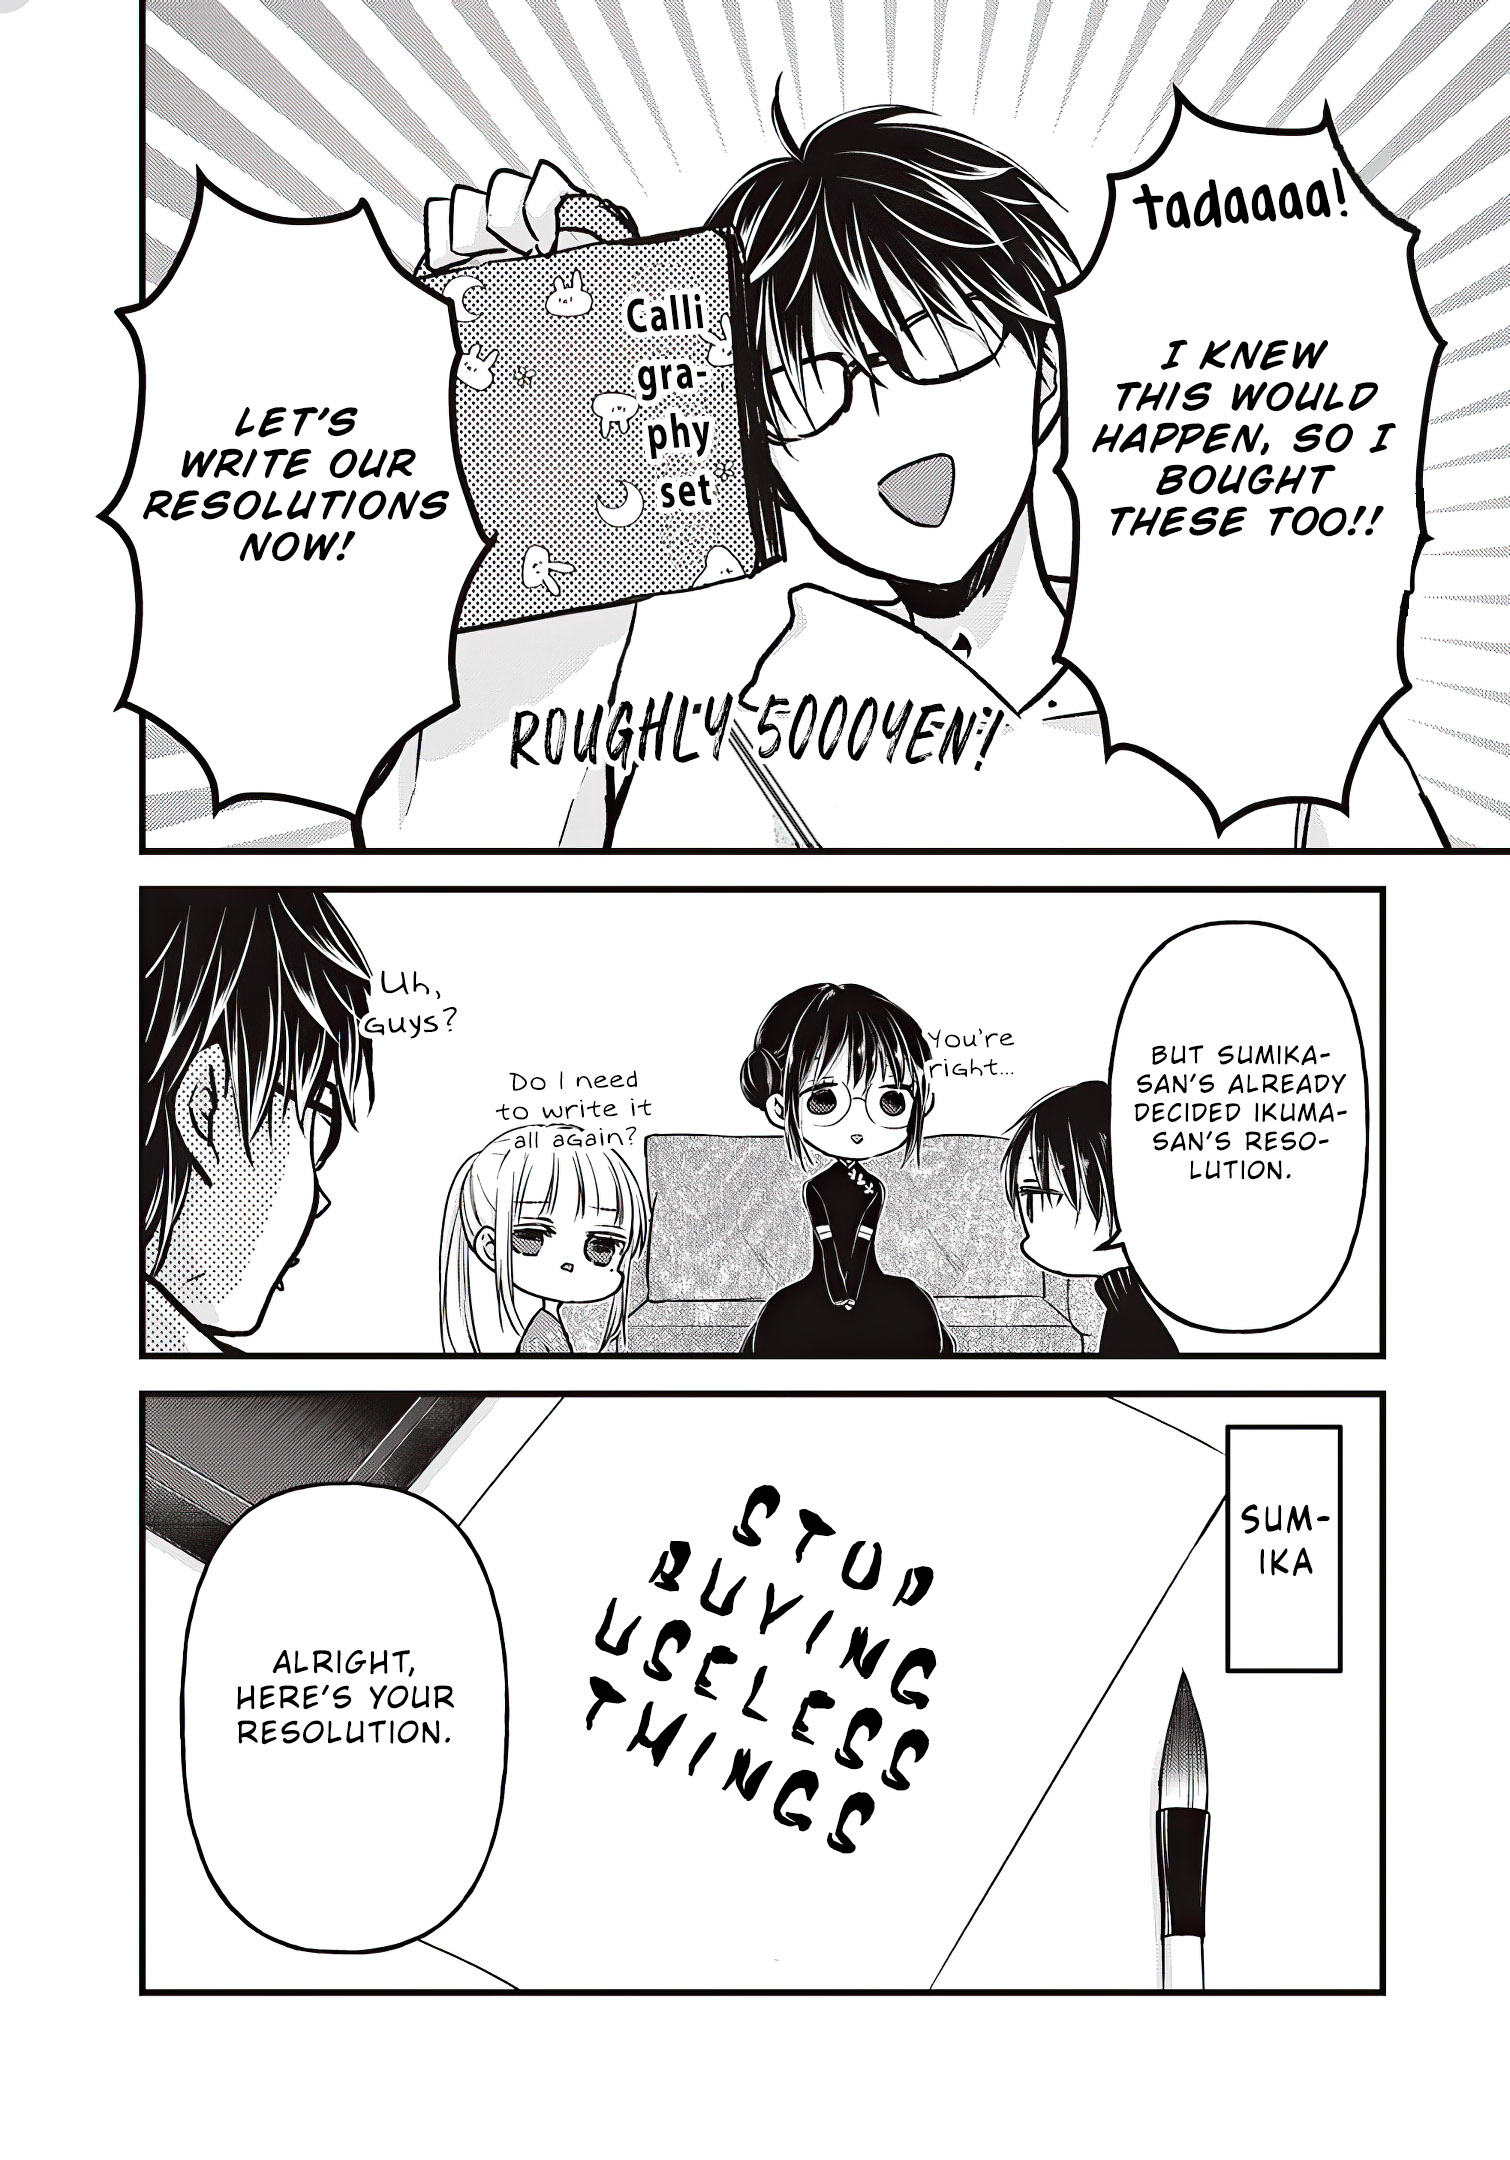 tadaaaa!
I KNEW
THIS WOULD
HAPPEN, SO I
BOUGHT
THESE TOO!!
Calli
gra-
phy
set
LET'S
WRITE OUR
RESOLUTIONS
NOW!
ROUGHLY 5000YEN!
BUT SUMIKA-
SAN'S ALREADY
DECIDED IKUMA-
SAN'S RESO-
LUTION.
You're
right...
Do I need
to write it
all again?
Uh,
Guys?
SUM-
IKA
STOP
BUYING
USELESS
THINGS
ALRIGHT,
HERE'S YOUR
RESOLUTION.